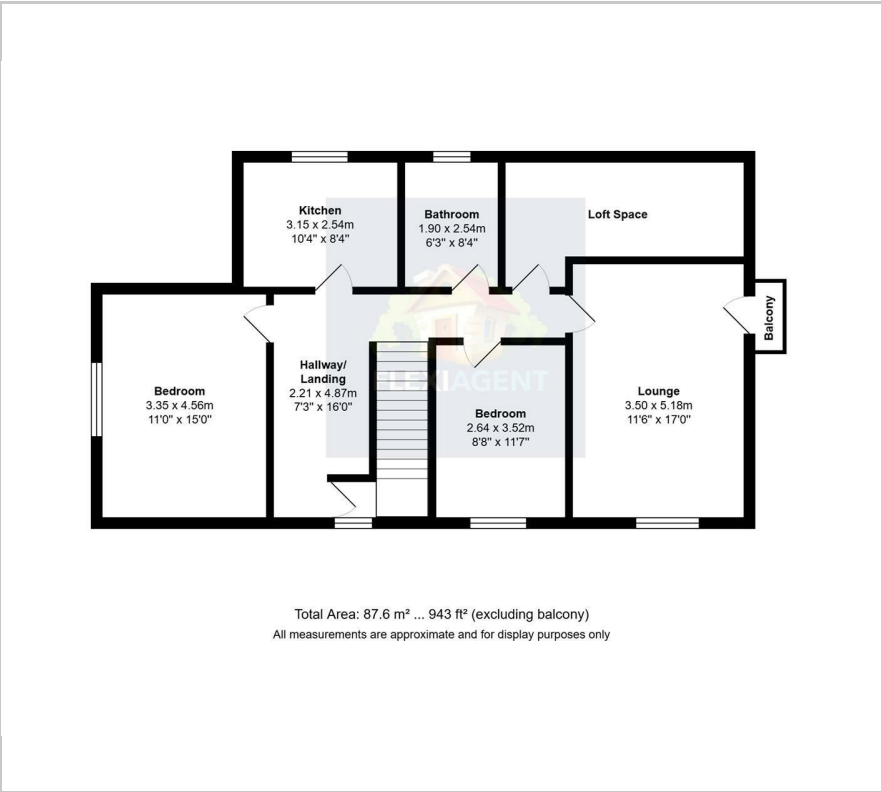 Kitchen
3.15 x 2.54m
10'4" x 8'4"
Bathroom
1.90 x 2.54m
6'3" x 8'4"
Loft Space
Balcony
Bedroom
3.35 x 4.56m
11'0" x 15'0"
Hallway/
Landing
2.21 x 4.87m
7'3" x 16'0"
FLEXIAGENT
Bedroom
2.64 x 3.52m
8'8" x 11'7"
Lounge
3.50 x 5.18m
11'6" x 17'0"
Total Area: 87.6 m² ... 943 ft² (excluding balcony)
All measurements are approximate and for display purposes only